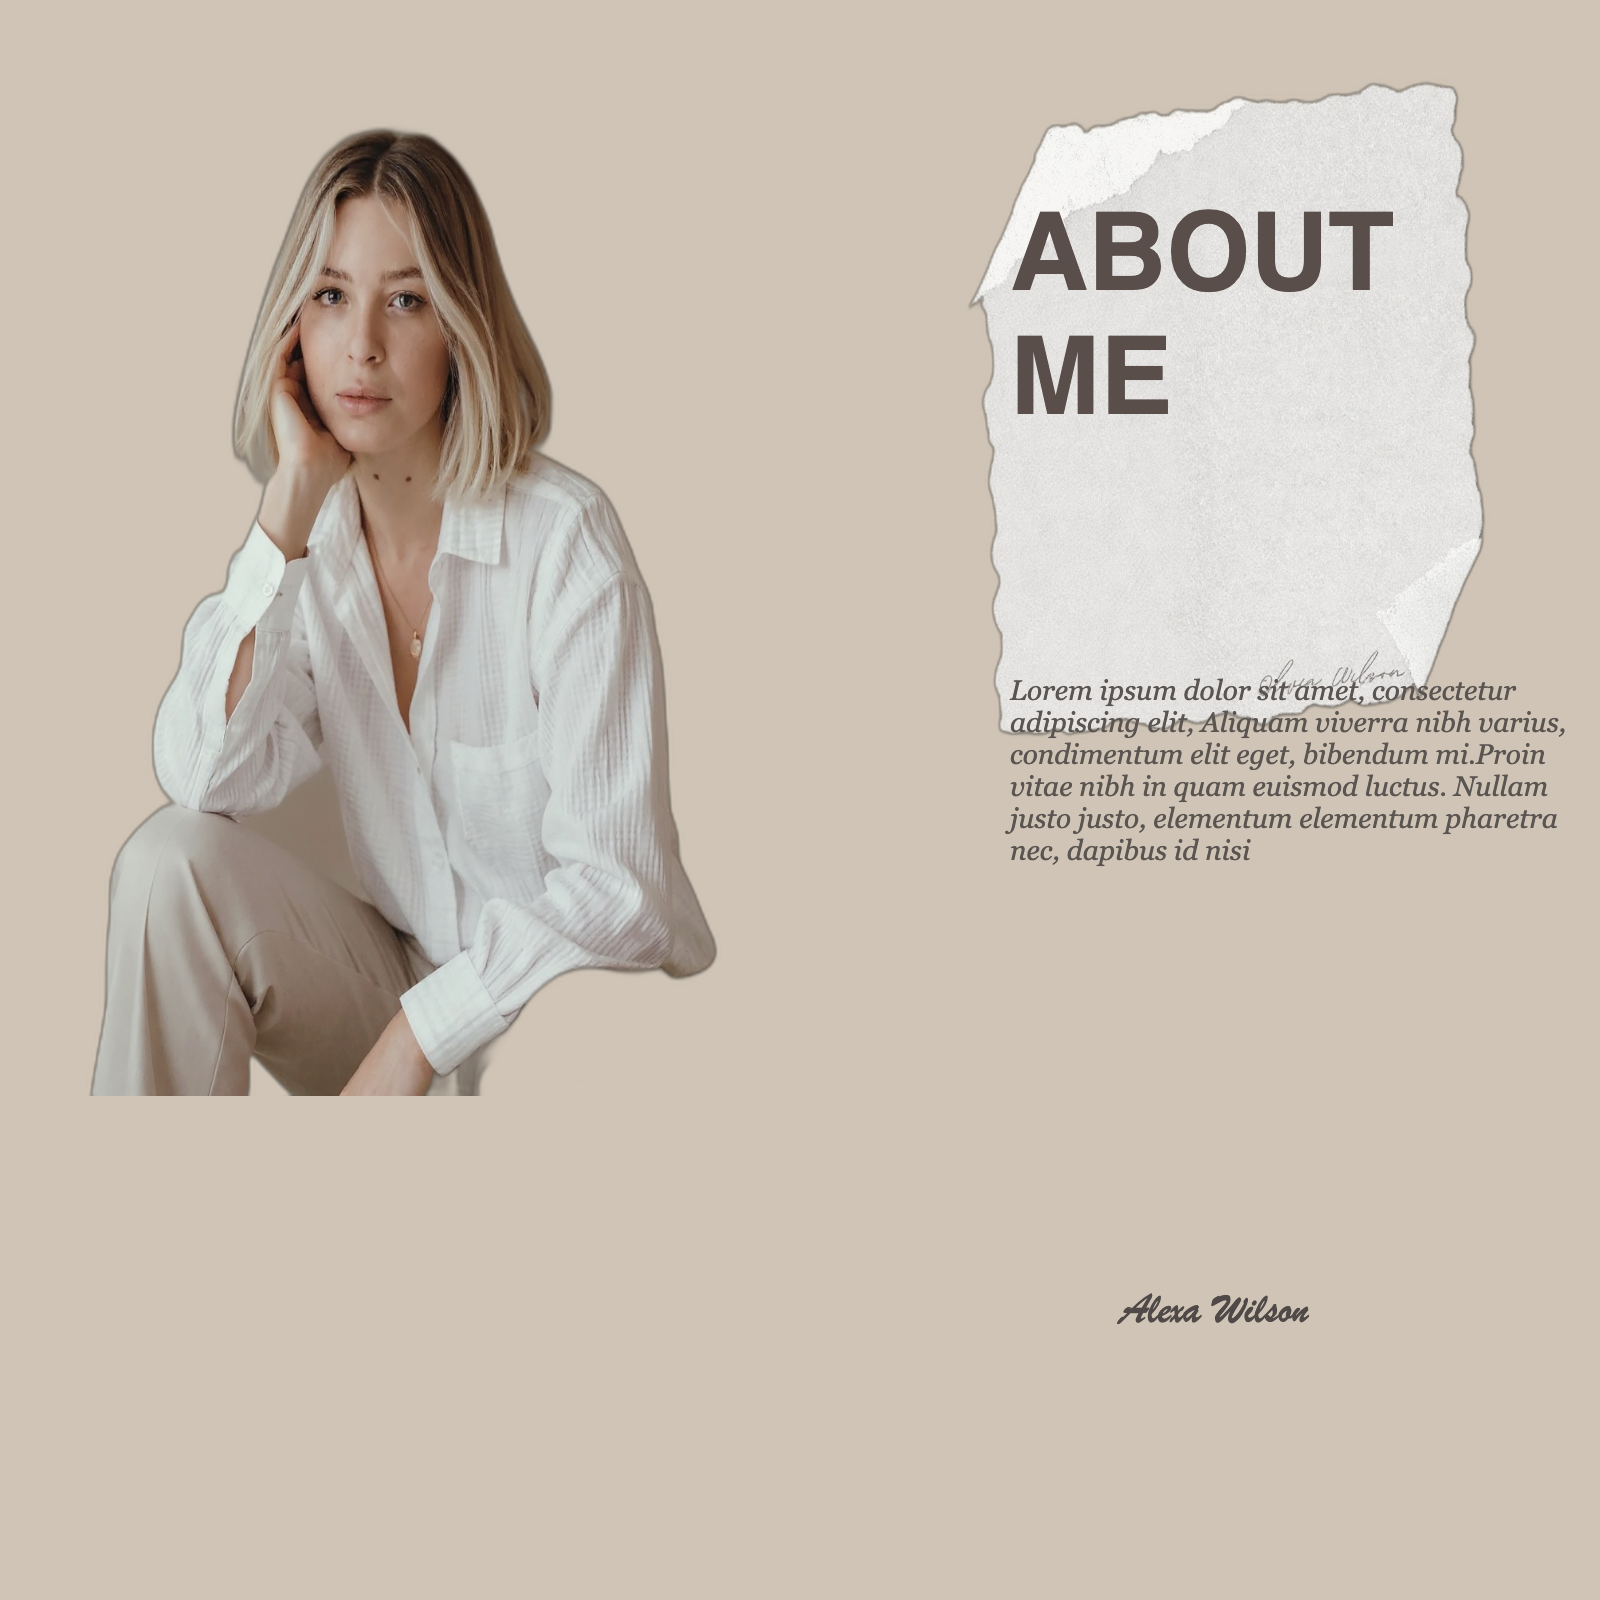 ABOUT
ME
Alexa Wilson
Lorem ipsum dolor sit amet, consectetur
adipiscing elit, Aliquam viverra nibh varius,
condimentum elit eget, bibendum mi.Proin
vitae nibh in quam euismod luctus. Nullam
justo justo, elementum elementum pharetra
nec, dapibus id nisi
Alexa Wilson